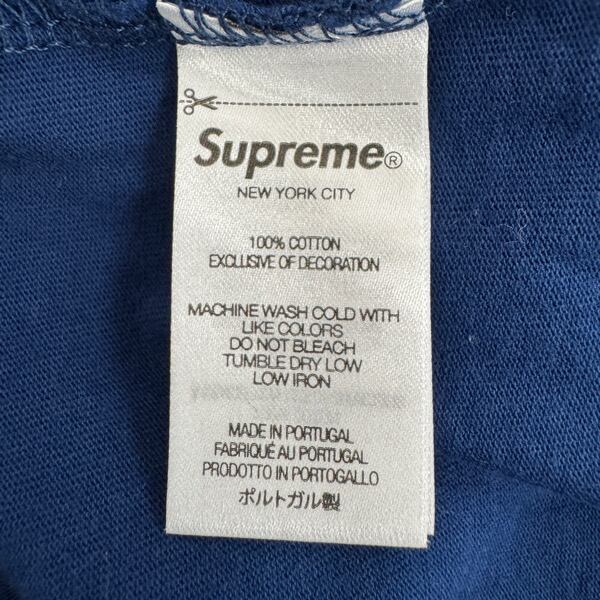 Supreme®
NEW YORK CITY
100% COTTON
EXCLUSIVE OF DECORATION
MACHINE WASH COLD WITH
LIKE COLORS
DO NOT BLEACH
TUMBLE DRY LOW
LOW IRON
MADE IN PORTUGAL
FABRIQUÉ AU PORTUGAL
PRODOTTO IN PORTOGALLO
ポルトガル製